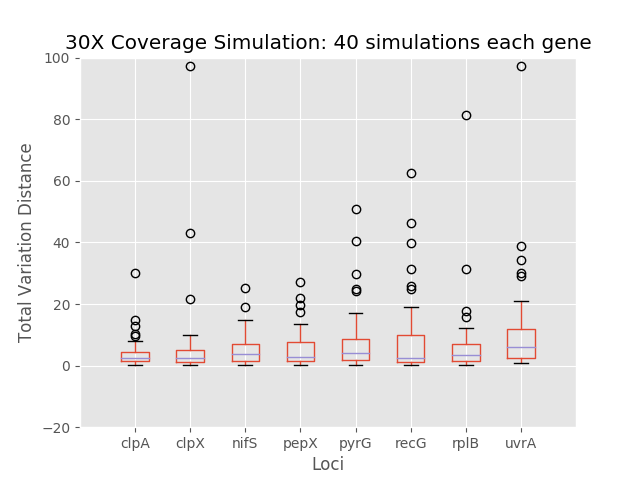 30X Coverage Simulation: 40 simulations each gene
100
80
60
40
20
0
−20
Total Variation Distance
clpA clpX nifS pepX pyrG recG rplB uvrA
Loci